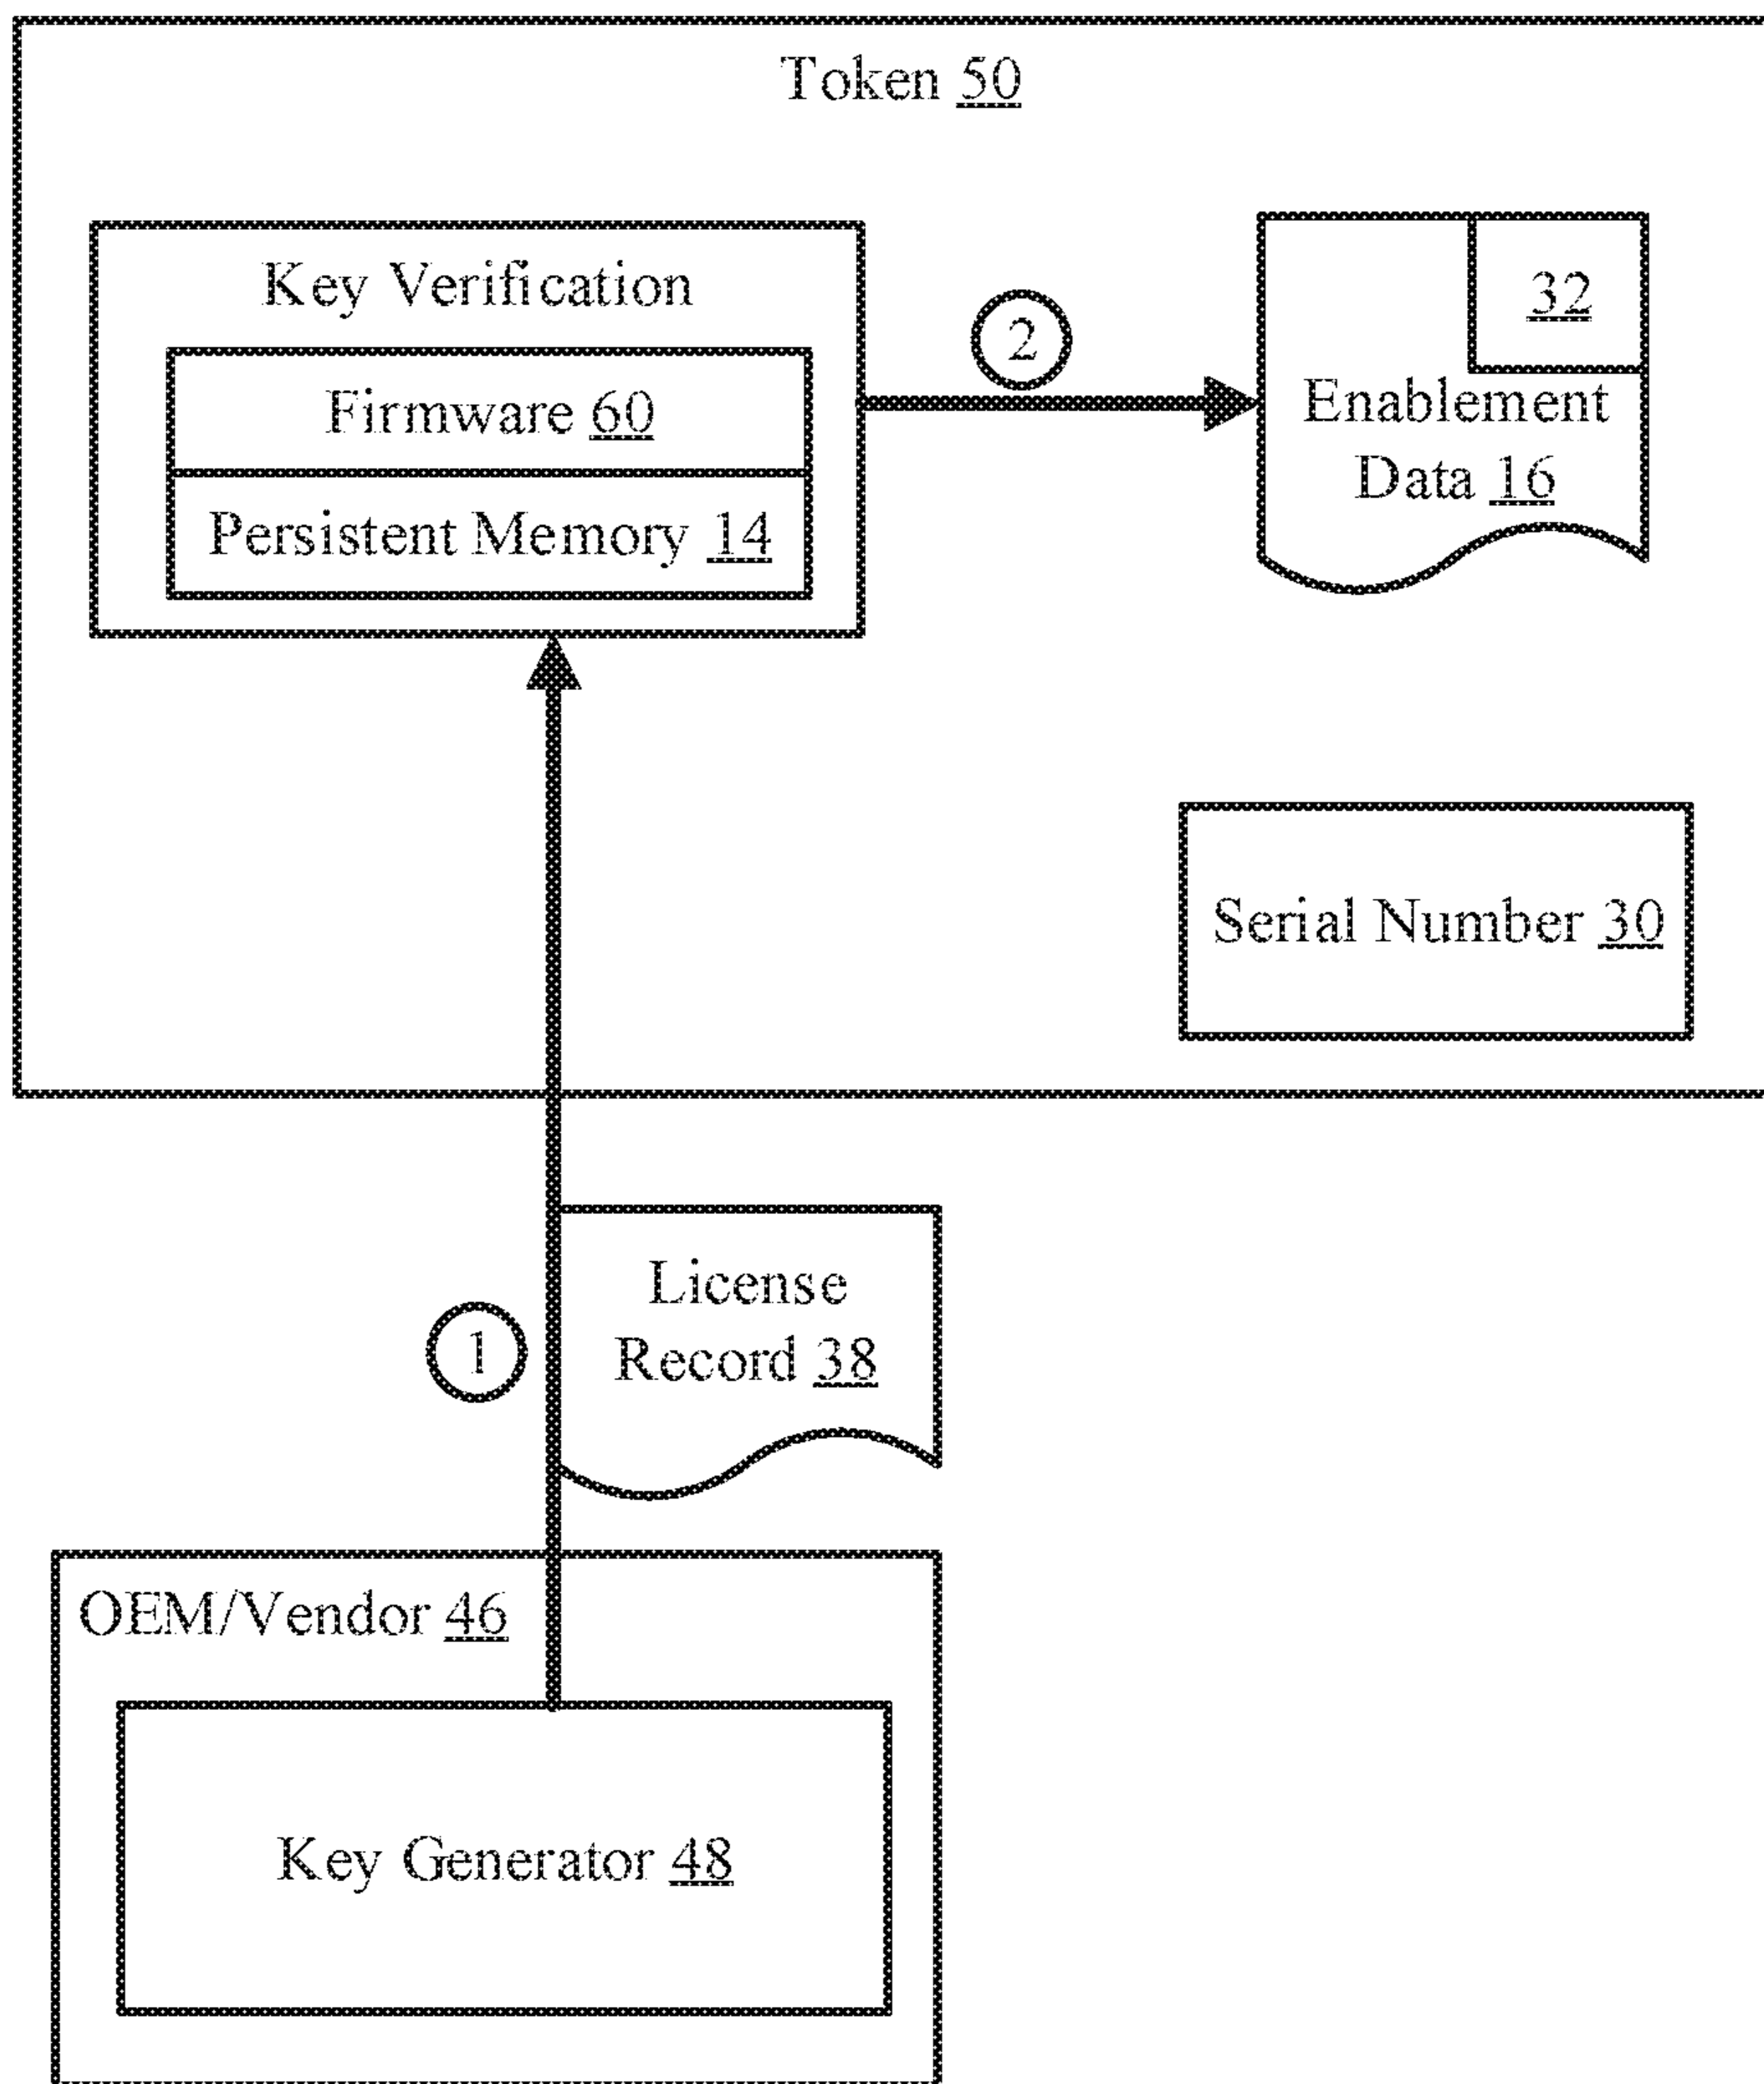 Token 50
Key Verification
Firmware 60
Persistent Memory 14
2
32
Enablement
Data 16
Serial Number 30
1
License
Record 38
OEM/Vendor 46
Key Generator 48